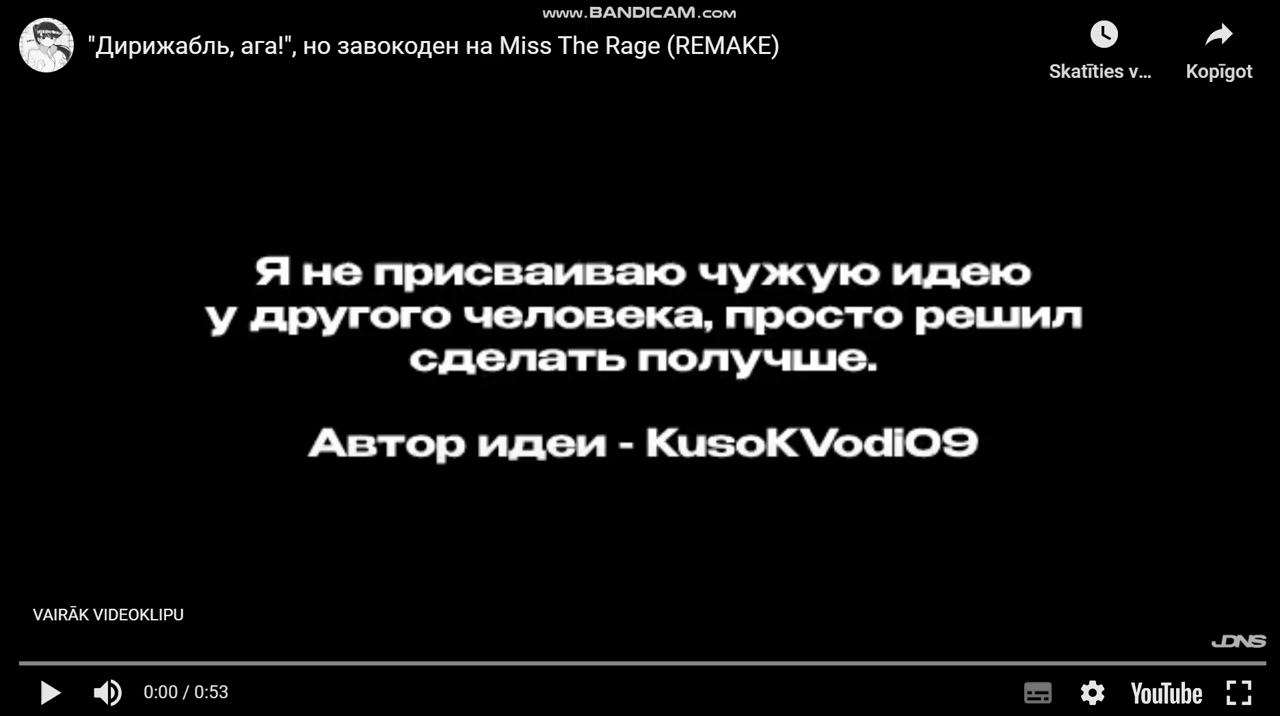 www.BANDICAM.com
"Дирижабль, ага!", но завокоден на Miss The Rage (REMAKE)
Skatīties v...
Kopīgot
Я не присваиваю чужую идею
у другого человека, просто решил
сделать получше.
Автор идеи - KusoKVodi09
VAIRĀK VIDEOKLIPU
JDNS
0:00 / 0:53
YouTube